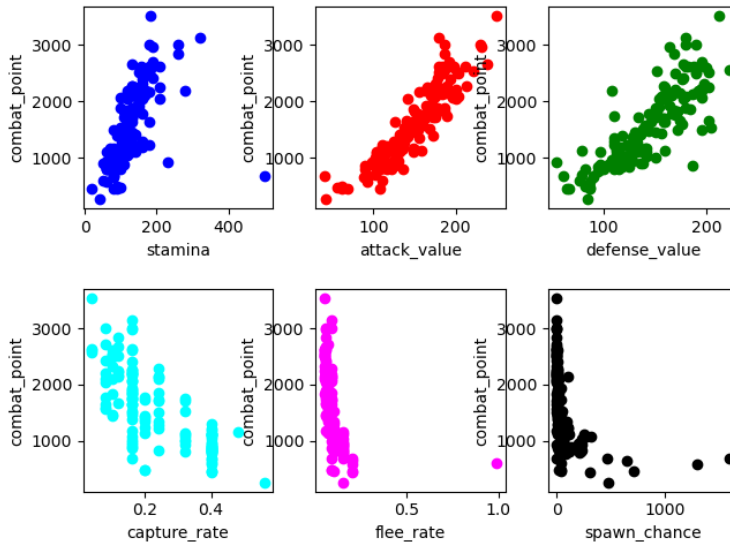 combat_point
3000
2000
1000
0
200
400
stamina
combat_point
3000
2000
1000
100
200
attack_value
combat_point
3000
2000
1000
100
200
defense_value
combat_point
3000
2000
1000
0.2
0.4
capture_rate
combat_point
3000
2000
1000
0.5
1.0
flee_rate
combat_point
3000
2000
1000
0
1000
spawn_chance